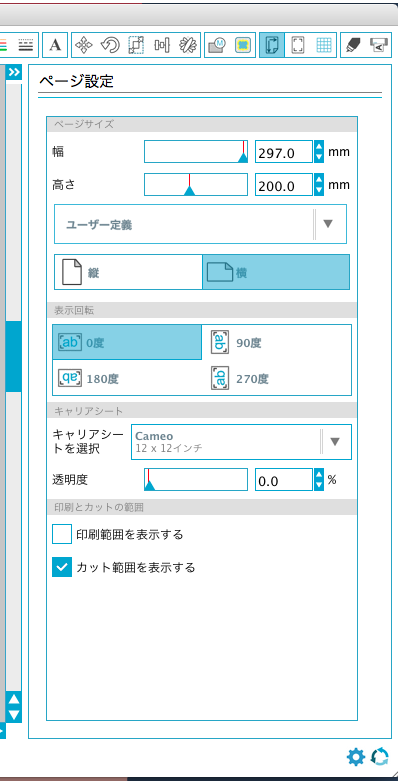 A
M
ページ設定
ページサイズ
幅 297.0 mm
高さ 200.0 mm
ユーザー定義
縦 横
表示回転
ab 0度 ab 90度
ab 180度 ab 270度
キャリアシート
キャリアシー
トを選択
Cameo
12 x 12インチ
透明度 0.0 %
印刷とカットの範囲
印刷範囲を表示する
カット範囲を表示する